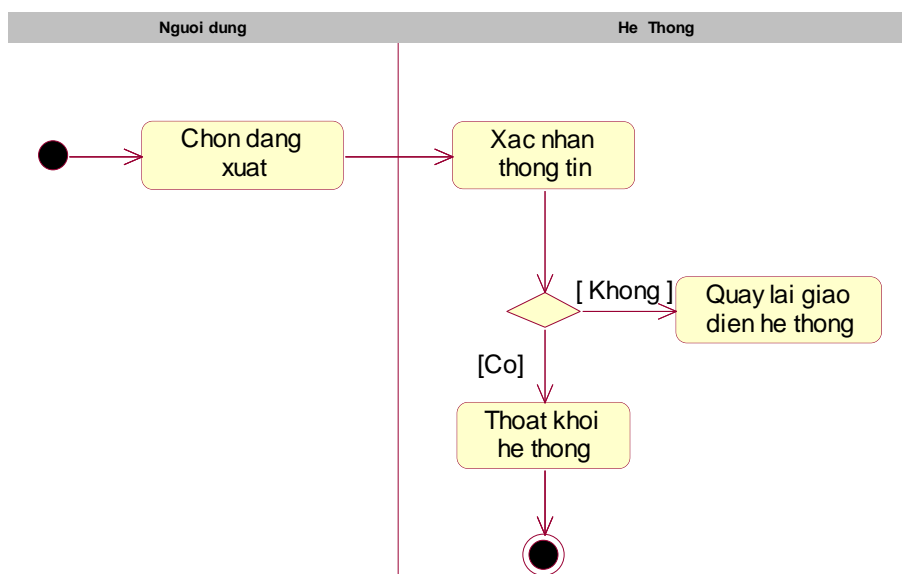 Nguoi dung
He Thong
Chon dang
xuat
Xac nhan
thong tin
[ Khong ]
Quay lai giao
dien he thong
[Co]
Thoat khoi
he thong